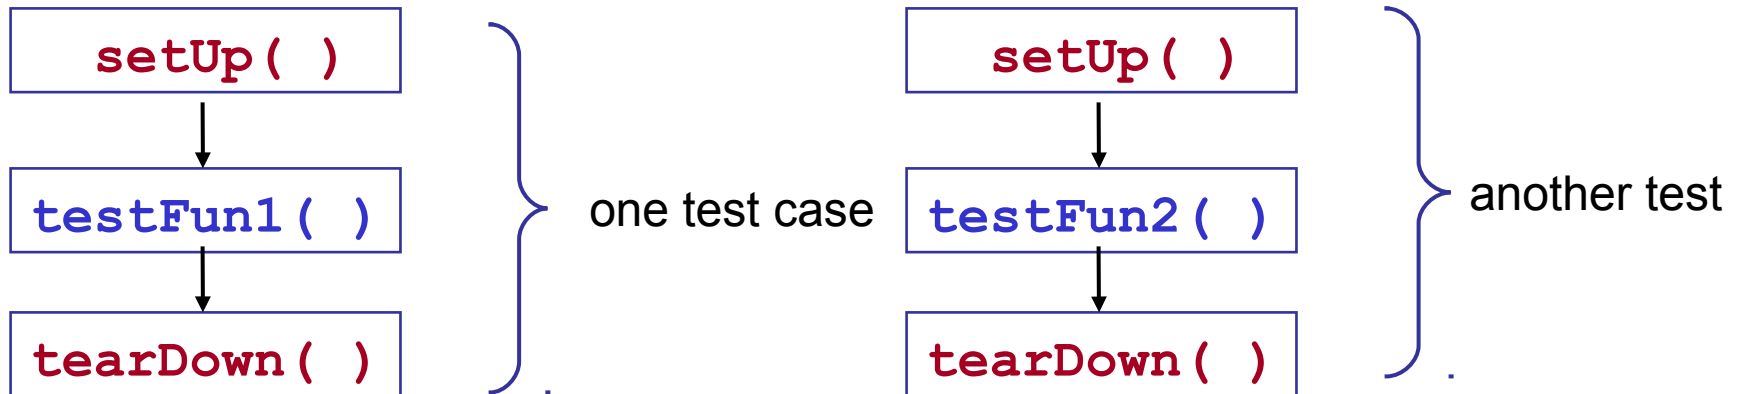 setUp( )
testFun1( )
tearDown( )
one test case
setUp( )
testFun2( )
tearDown( )
another test